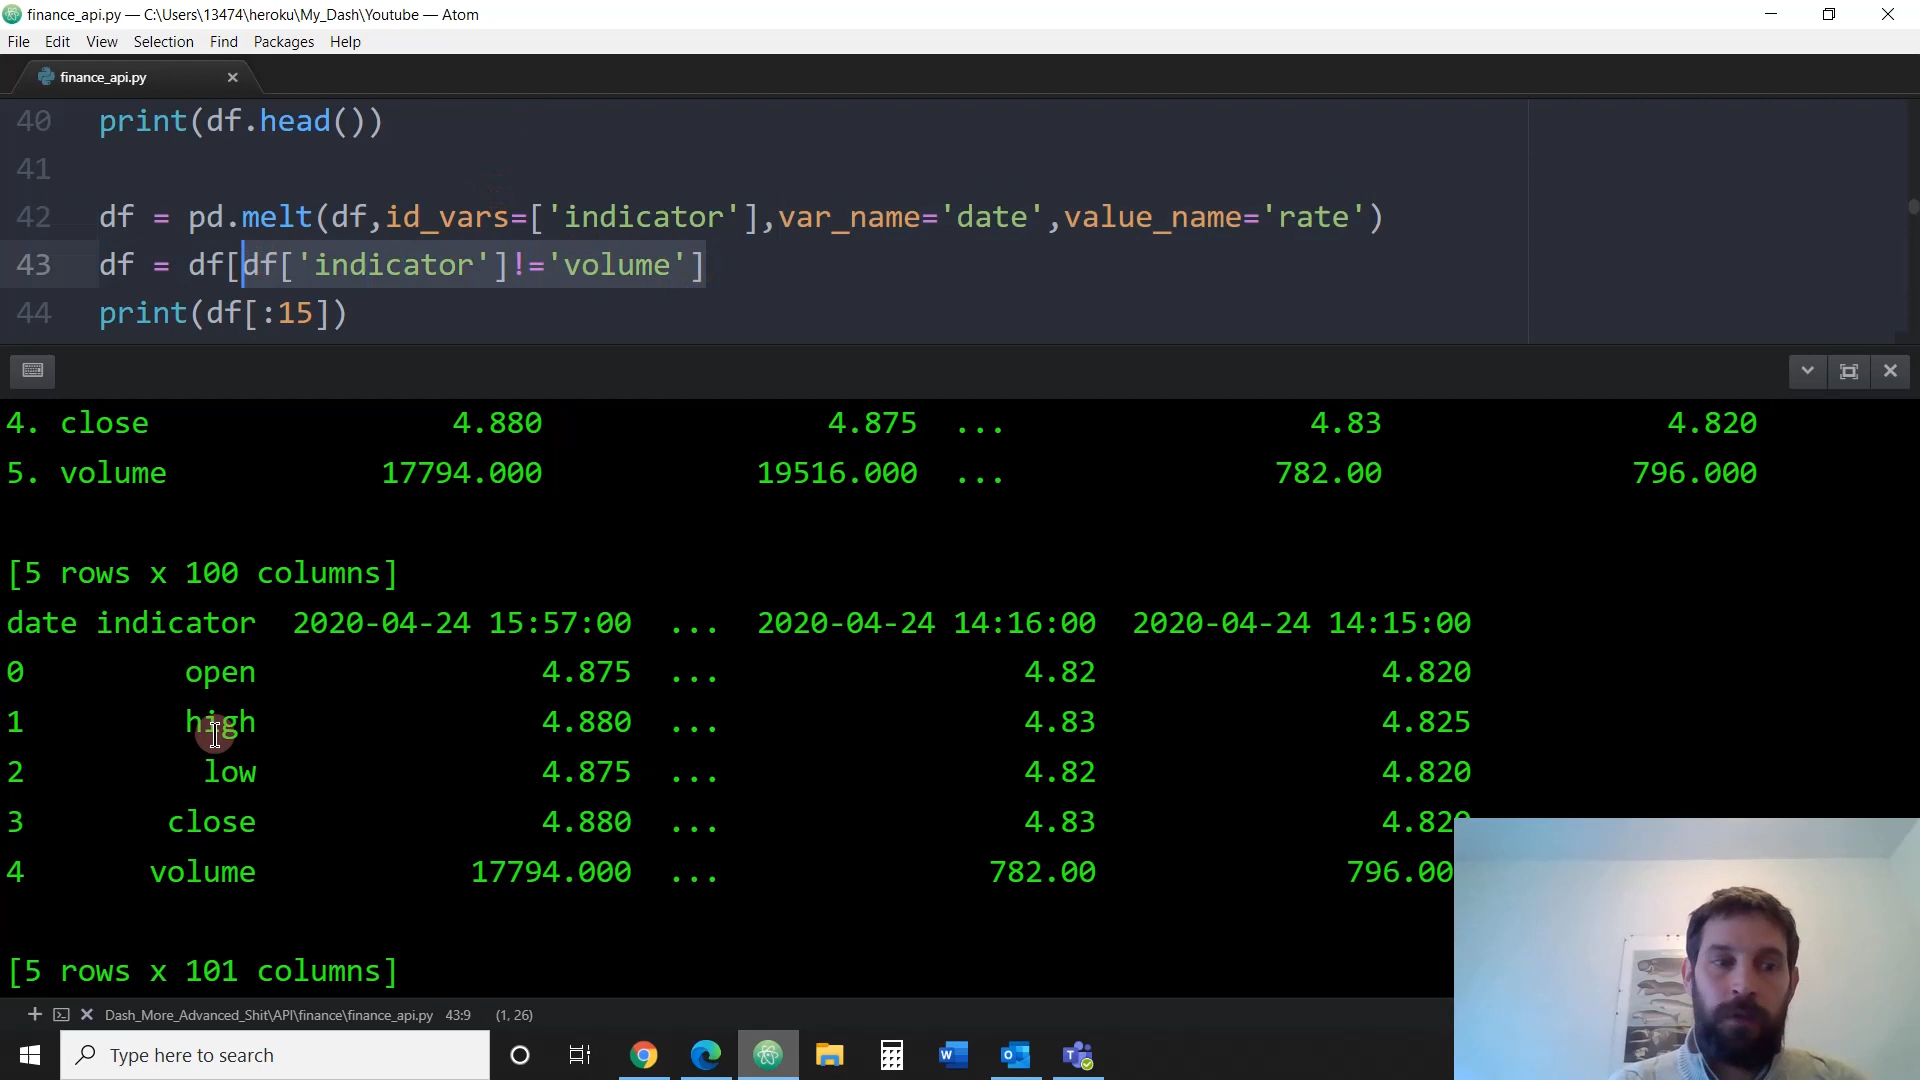 finance_api.py — C:\Users\13474\heroku\My_Dash\Youtube — Atom
File Edit View Selection Find Packages Help
finance_api.py
40 print(df.head())
41
42 df = pd.melt(df,id_vars=['indicator'],var_name='date',value_name='rate')
43 df = df[df['indicator']!='volume']
44 print(df[:15])
4. close 4.880 4.875 ... 4.83 4.820
5. volume 17794.000 19516.000 ... 782.00 796.000
[5 rows x 100 columns]
date indicator 2020-04-24 15:57:00 ... 2020-04-24 14:16:00 2020-04-24 14:15:00
0 open 4.875 ... 4.82 4.820
1 high 4.880 ... 4.83 4.825
2 low 4.875 ... 4.82 4.820
3 close 4.880 ... 4.83 4.820
4 volume 17794.000 ... 782.00 796.00
[5 rows x 101 columns]
Dash_More_Advanced_Shit\API\finance\finance_api.py 43:9 (1, 26)
Type here to search